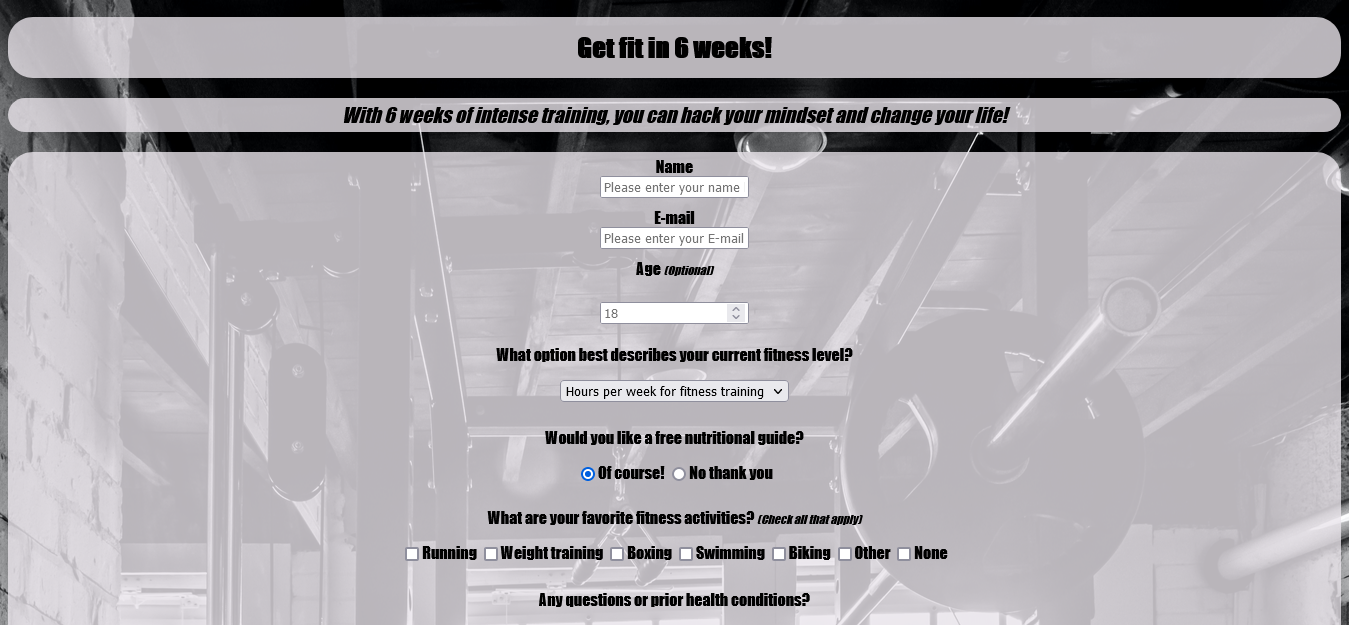 Get fit in 6 weeks!
With 6 weeks of intense training, you can hack your mindset and change your life!
Name
Please enter your name
E-mail
Please enter your E-mail
Age (Optional)
18
What option best describes your current fitness level?
Hours per week for fitness training
Would you like a free nutritional guide?
Of course! No thank you
What are your favorite fitness activities? (Check all that apply)
Running Weight training Boxing Swimming Biking Other None
Any questions or prior health conditions?